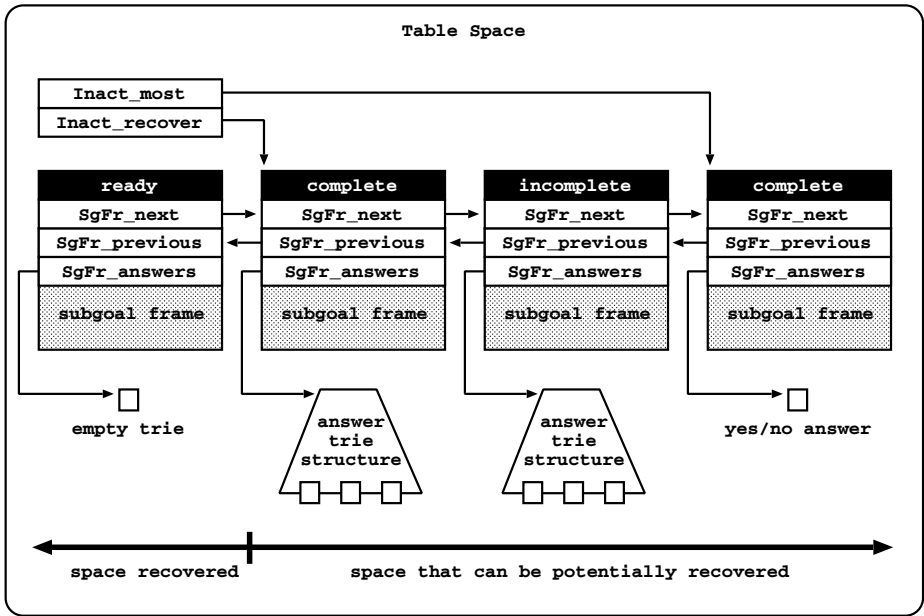 Table Space
Inact_most
Inact_recover
ready complete incomplete complete
SgFr_next SgFr_next SgFr_next SgFr_next
SgFr_previous SgFr_previous SgFr_previous SgFr_previous
SgFr_answers SgFr_answers SgFr_answers SgFr_answers
subgoal frame subgoal frame subgoal frame subgoal frame
empty trie
answer
trie
structure
answer
trie
structure
yes/no answer
space recovered
space that can be potentially recovered